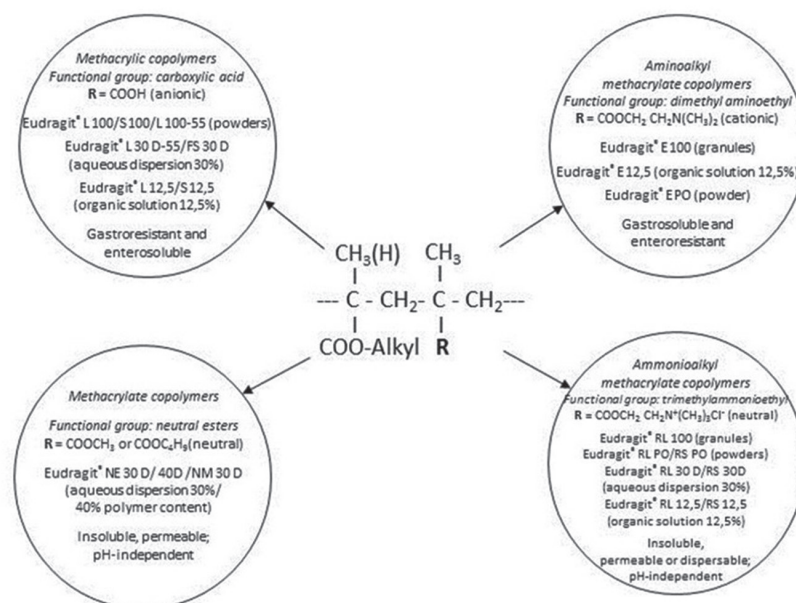 Methacrylic copolymers
Functional group: carboxylic acid
R = COOH (anionic)
Eudragit® L 100/S100/L 100-55 (powders)
Eudragit® L 30 D-55/FS 30 D
(aqueous dispersion 30%)
Eudragit® L 12,5/S12,5
(organic solution 12,5%)
Gastroresistant and
enterosoluble
Aminoalkyl
methacrylate copolymers
Functional group: dimethyl aminoethyl
R = COOCH₂ CH₂N(CH₃)₂ (cationic)
Eudragit® E100 (granules)
Eudragit® E12,5 (organic solution 12,5%)
Eudragit® EPO (powder)
Gastrosoluble and
enteroresistant
CH₃(H) CH₃
--- C - CH₂- C - CH₂---
COO-Alkyl R
Methacrylate copolymers
Functional group: neutral esters
R = COOCH₃ or COOC₄H₉(neutral)
Eudragit® NE 30 D/ 40D /NM 30 D
(aqueous dispersion 30%/
40% polymer content)
Insoluble, permeable;
pH-independent
Ammonioalkyl
methacrylate copolymers
Functional group: trimethylammonioethyl
R = COOCH₂ CH₂N⁺(CH₃)₃Cl⁻ (neutral)
Eudragit® RL 100 (granules)
Eudragit® RL PO/RS PO (powders)
Eudragit® RL 30 D/RS 30D
(aqueous dispersion 30%)
Eudragit® RL 12,5/RS 12,5
(organic solution 12,5%)
Insoluble,
permeable or dispersable;
pH-independent